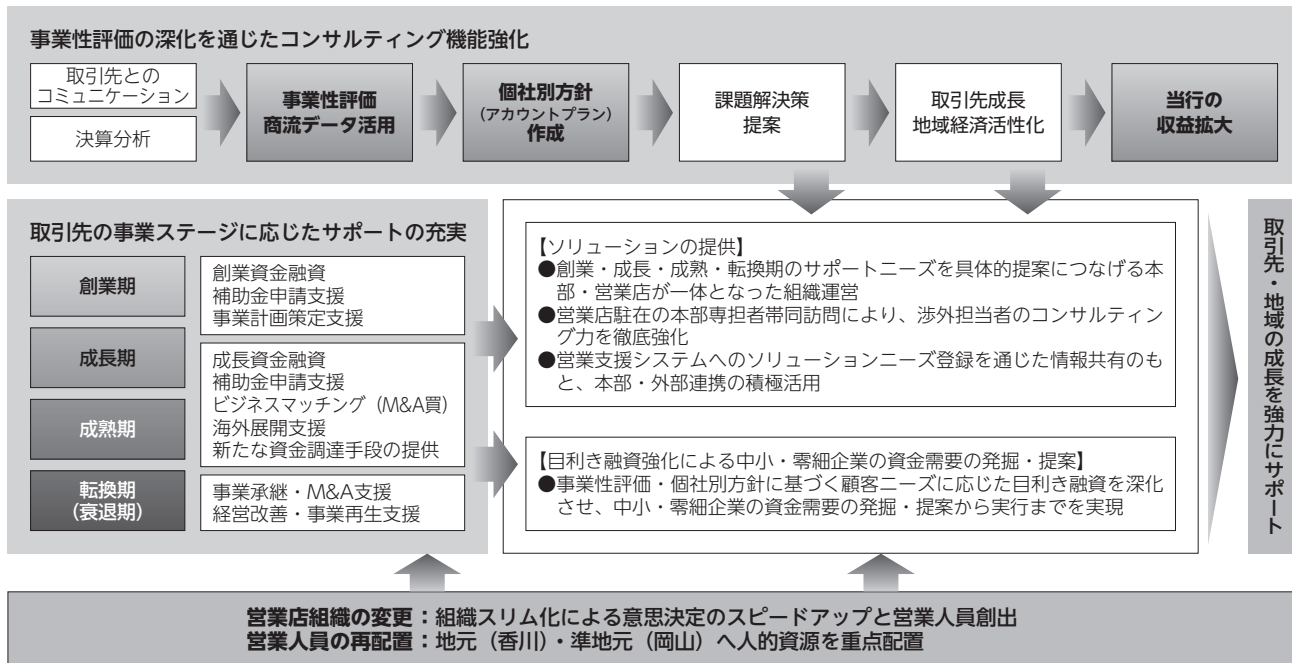 事業性評価の深化を通じたコンサルティング機能強化
取引先との
コミュニケーション
決算分析
事業性評価
商流データ活用
個社別方針
（アカウントプラン）
作成
課題解決策
提案
取引先成長
地域経済活性化
当行の
収益拡大
取引先の事業ステージに応じたサポートの充実
創業期
創業資金融資
補助金申請支援
事業計画策定支援
成長期
成熟期
成長資金融資
補助金申請支援
ビジネスマッチング（M&A買）
海外展開支援
新たな資金調達手段の提供
転換期
（衰退期）
事業承継・M&A支援
経営改善・事業再生支援
【ソリューションの提供】
●創業・成長・成熟・転換期のサポートニーズを具体的提案につなげる本
部・営業店が一体となった組織運営
●営業店駐在の本部専担者帯同訪問により、渉外担当者のコンサルティン
グ力を徹底強化
●営業支援システムへのソリューションニーズ登録を通じた情報共有のも
と、本部・外部連携の積極活用
【目利き融資強化による中小・零細企業の資金需要の発掘・提案】
●事業性評価・個社別方針に基づく顧客ニーズに応じた目利き融資を深化
させ、中小・零細企業の資金需要の発掘・提案から実行までを実現
取引先・地域の成長を強力にサポート
営業店組織の変更：組織スリム化による意思決定のスピードアップと営業人員創出
営業人員の再配置：地元（香川）・準地元（岡山）へ人的資源を重点配置